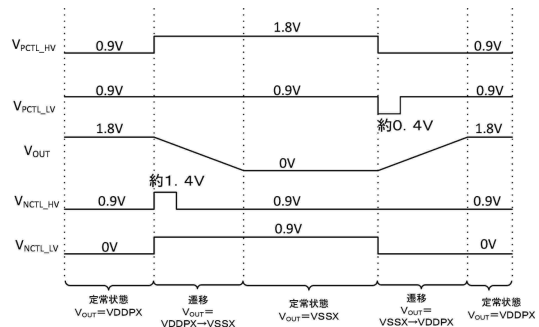 1.8V
V_PCTL_HV 0.9V 0.9V
V_PCTL_LV 0.9V 0.9V 0.9V
約0.4V
V_OUT 1.8V 0V 1.8V
約1.4V
V_NCTL_HV 0.9V 0.9V 0.9V
V_NCTL_LV 0V 0.9V 0V
定常状態 遷移 定常状態 遷移 定常状態
V_OUT=VDDPX V_OUT= V_OUT=VSSX V_OUT= V_OUT=VDDPX
VDDPX→VSSX VSSX→VDDPX